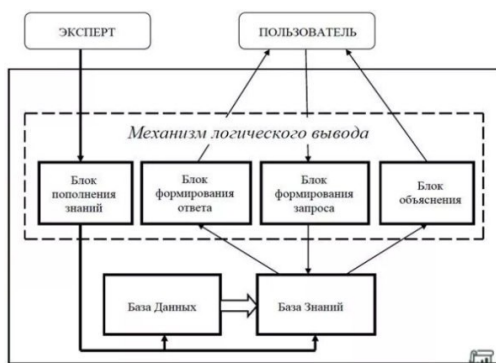 ЭКСПЕРТ
ПОЛЬЗОВАТЕЛЬ
Механизм логического вывода
Блок
пополнения
знаний
Блок
формирования
ответа
Блок
формирования
запроса
Блок
объяснения
База Данных
База Знаний